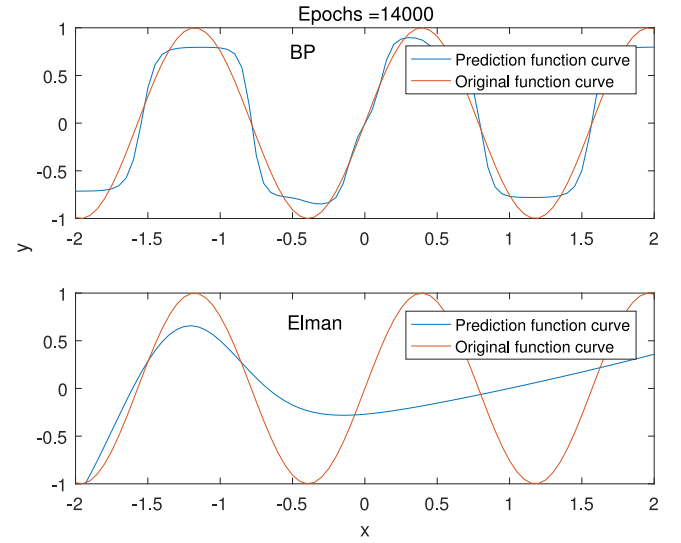 Epochs =14000
BP
Prediction function curve
Original function curve
1
0.5
0
-0.5
-1
-2 -1.5 -1 -0.5 0 0.5 1 1.5 2
y
Elman
Prediction function curve
Original function curve
1
0.5
0
-0.5
-1
-2 -1.5 -1 -0.5 0 0.5 1 1.5 2
x